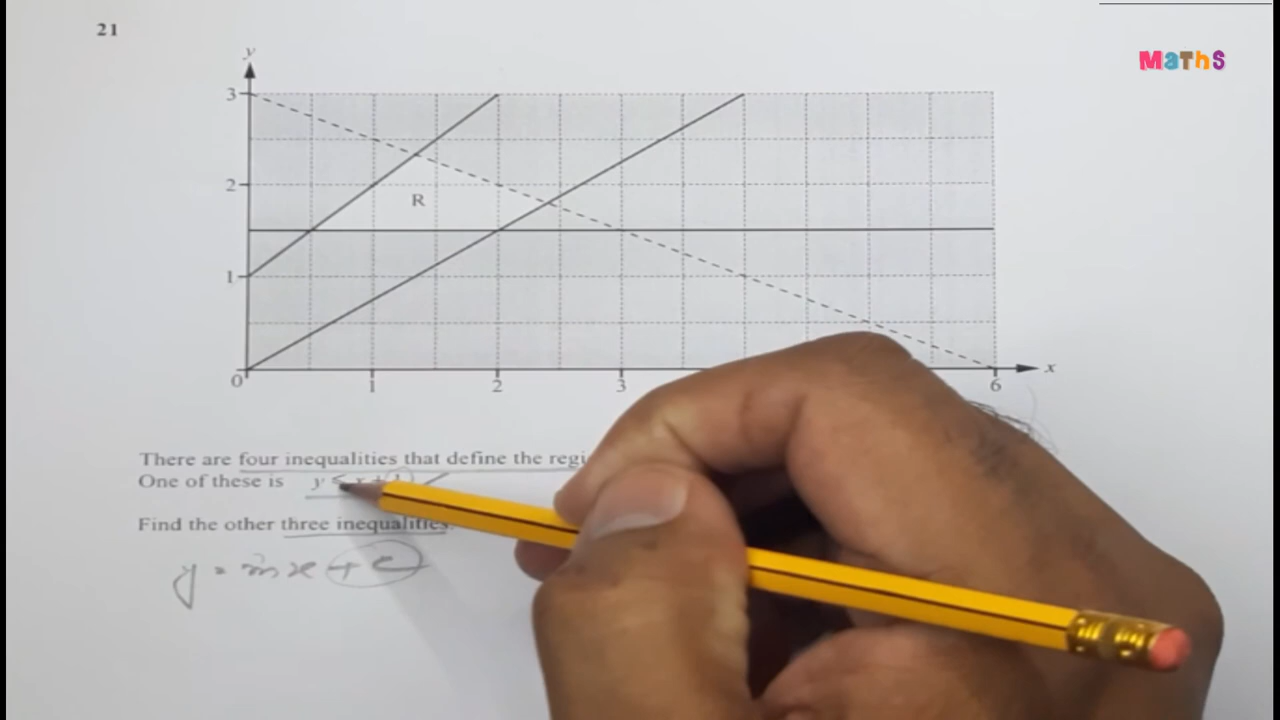 21
MaThS
y
3
2
R
1
0 1 2 3 6 x
There are four inequalities that define the
One of these is y ≤ x + 1
Find the other three inequalities.
y = mx + c